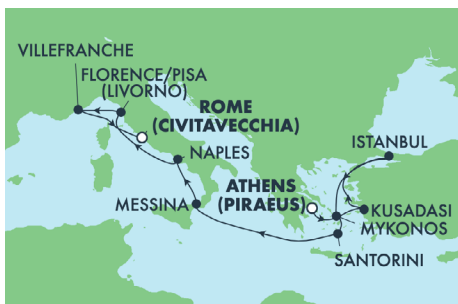 VILLEFRANCHE
FLORENCE/PISA
(LIVORNO)
ROME
(CIVITAVECCHIA)
ISTANBUL
NAPLES
ATHENS
(PIRAEUS)
MESSINA
KUSADASI
MYKONOS
SANTORINI